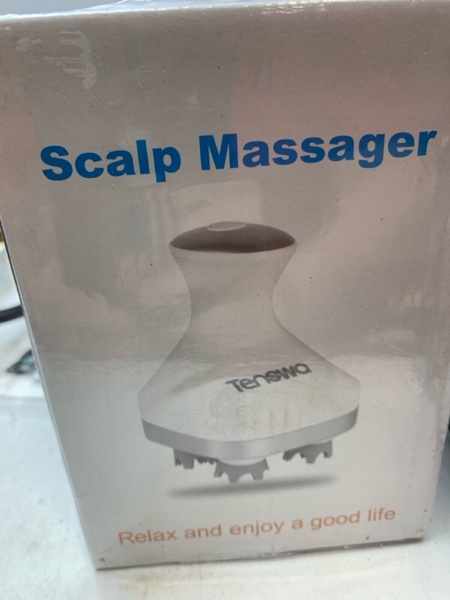 Scalp Massager
Tenswa
Relax and enjoy a good life